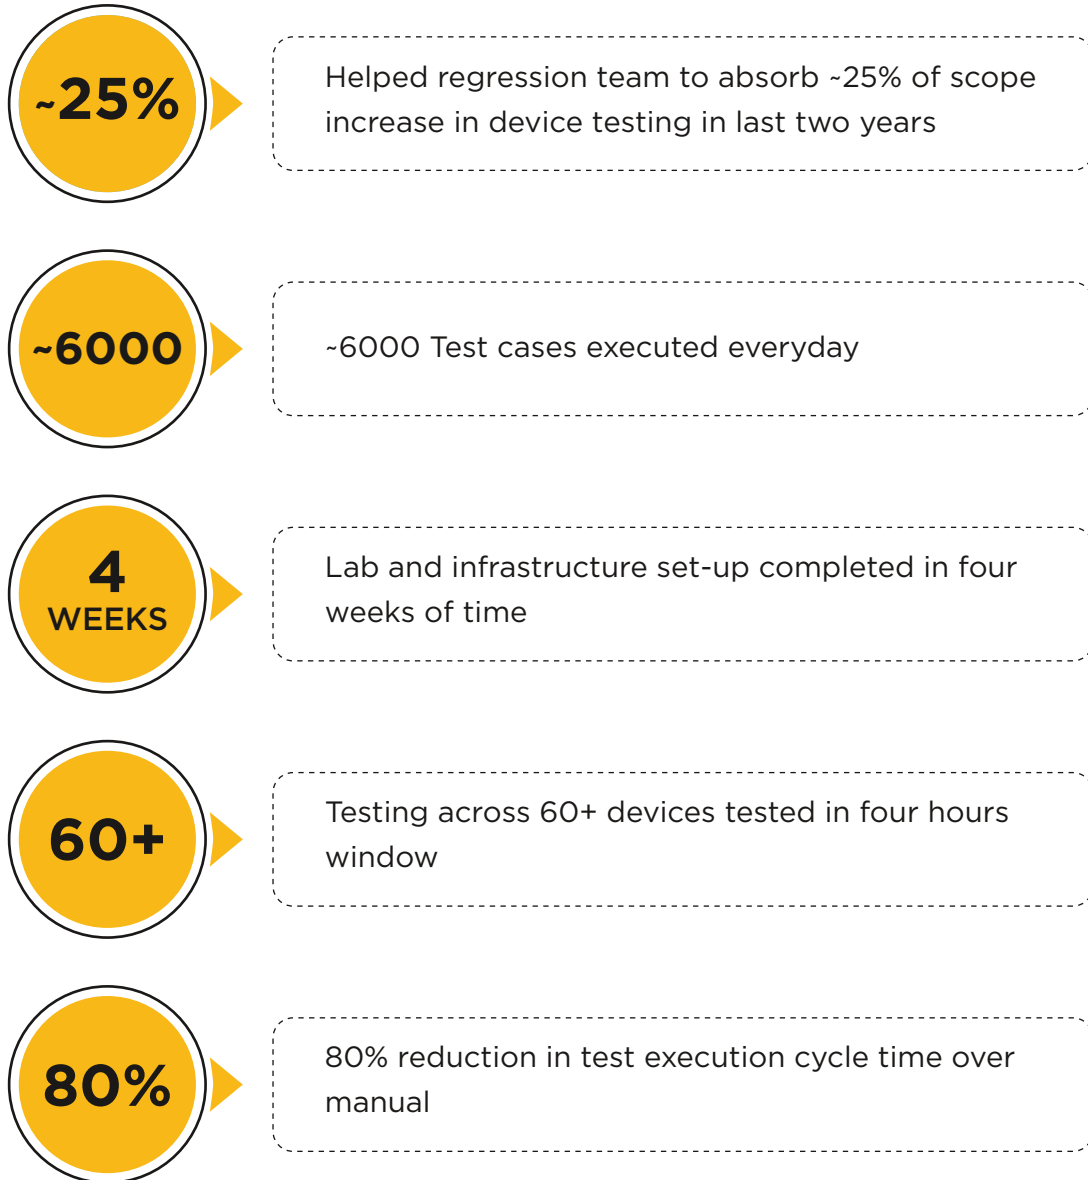 ~25%
Helped regression team to absorb ~25% of scope
increase in device testing in last two years
~6000
~6000 Test cases executed everyday
4
WEEKS
Lab and infrastructure set-up completed in four
weeks of time
60+
Testing across 60+ devices tested in four hours
window
80%
80% reduction in test execution cycle time over
manual